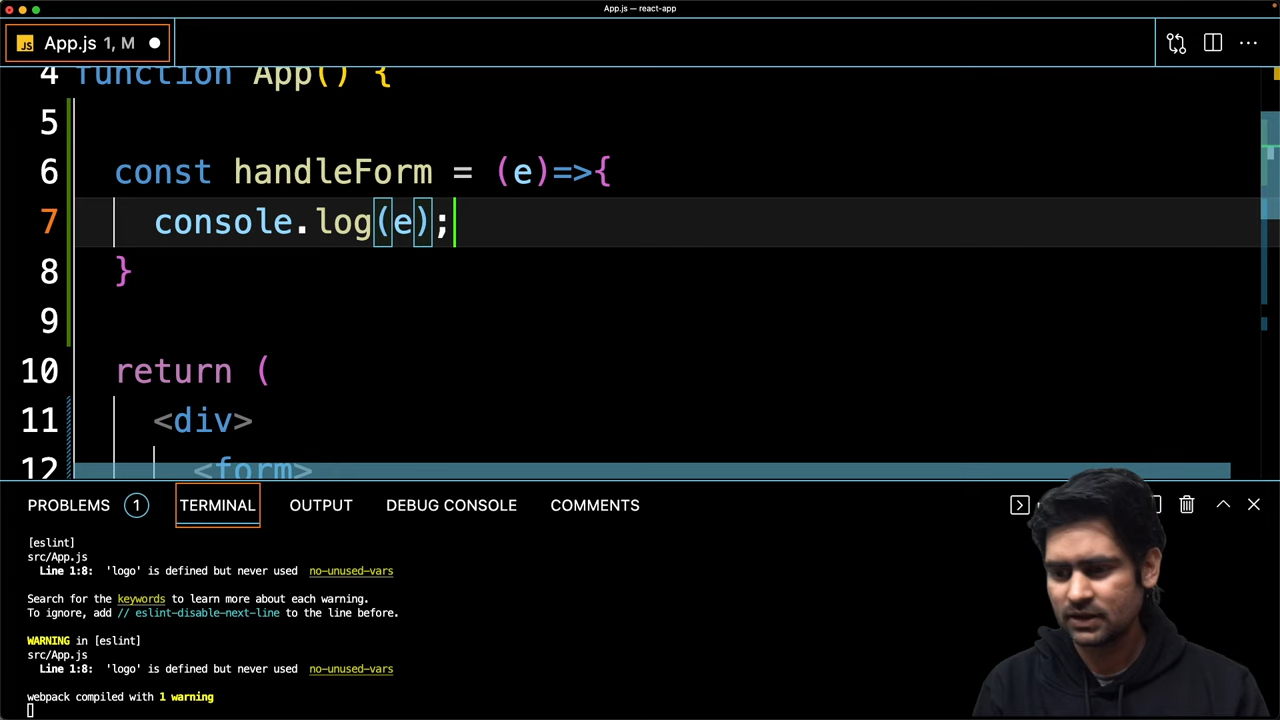 App.js — react-app
JS App.js 1, M
4 function App() {
5
6 const handleForm = (e)=>{
7 console.log(e);
8 }
9
10 return (
11 <div>
12 <form>
PROBLEMS 1 TERMINAL OUTPUT DEBUG CONSOLE COMMENTS
[eslint]
src/App.js
Line 1:8: 'logo' is defined but never used no-unused-vars
Search for the keywords to learn more about each warning.
To ignore, add // eslint-disable-next-line to the line before.
WARNING in [eslint]
src/App.js
Line 1:8: 'logo' is defined but never used no-unused-vars
webpack compiled with 1 warning